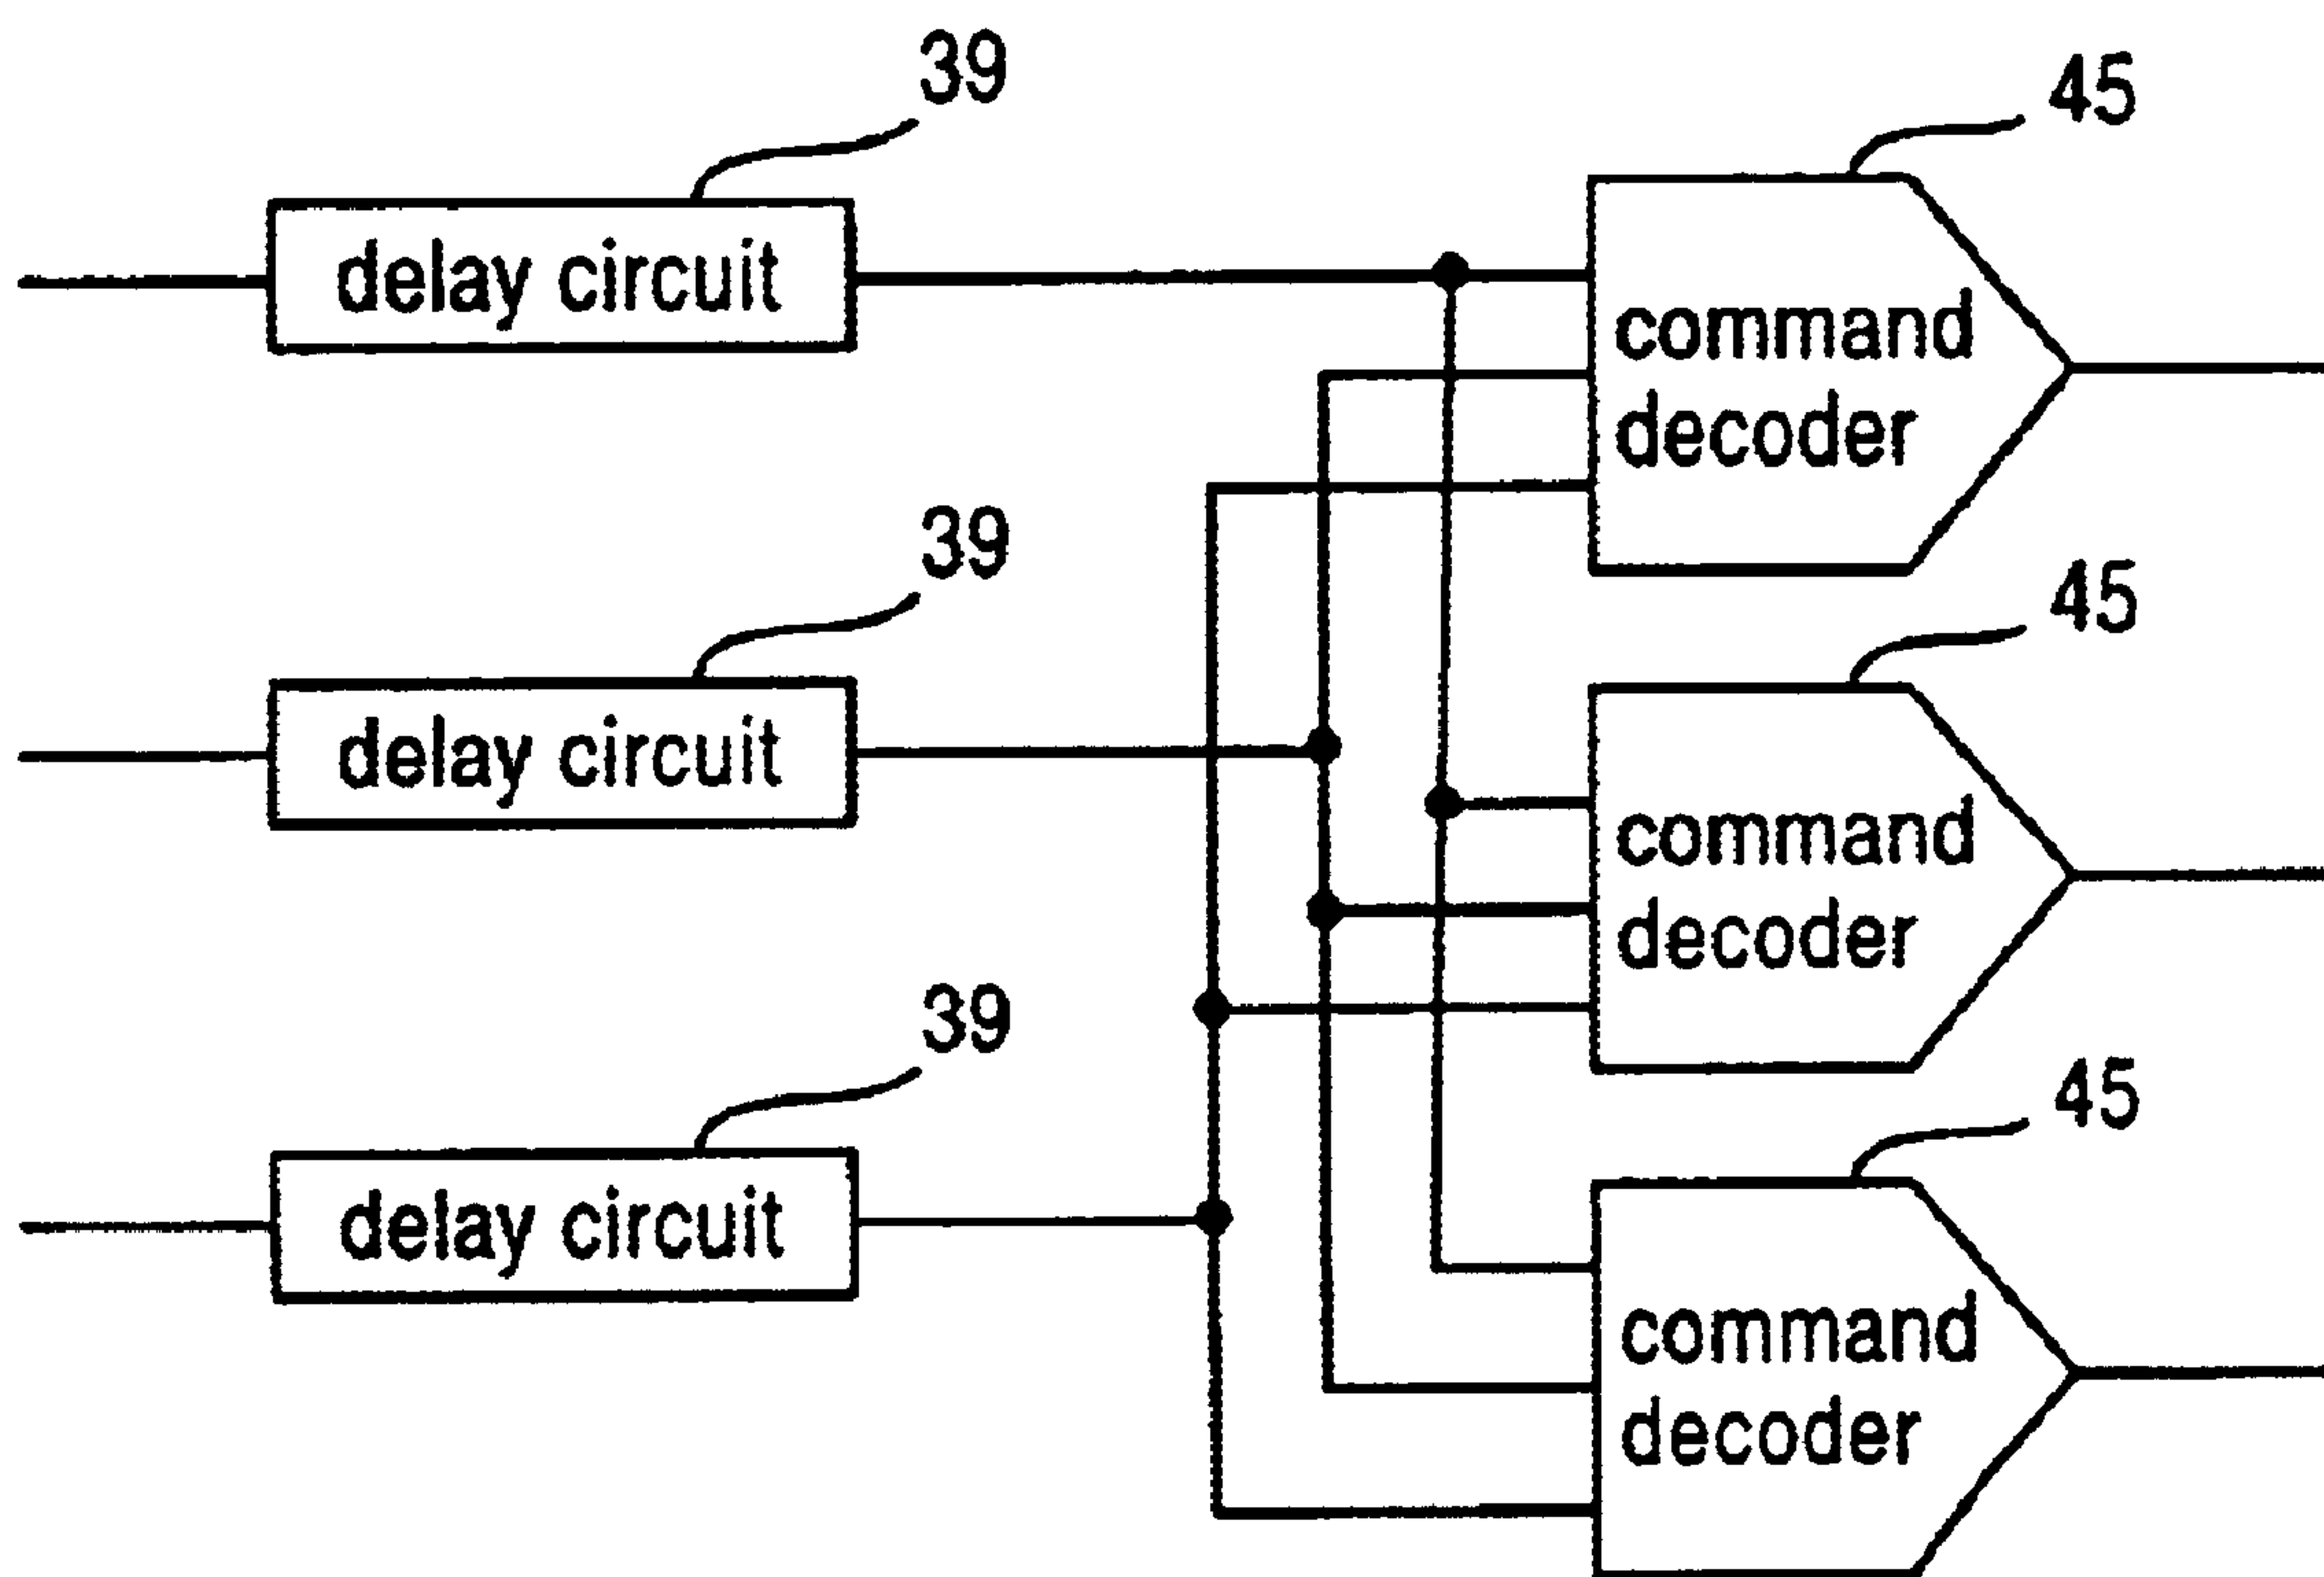 39
45
delay circuit
command
decoder
39
45
delay circuit
command
decoder
39
45
delay circuit
command
decoder